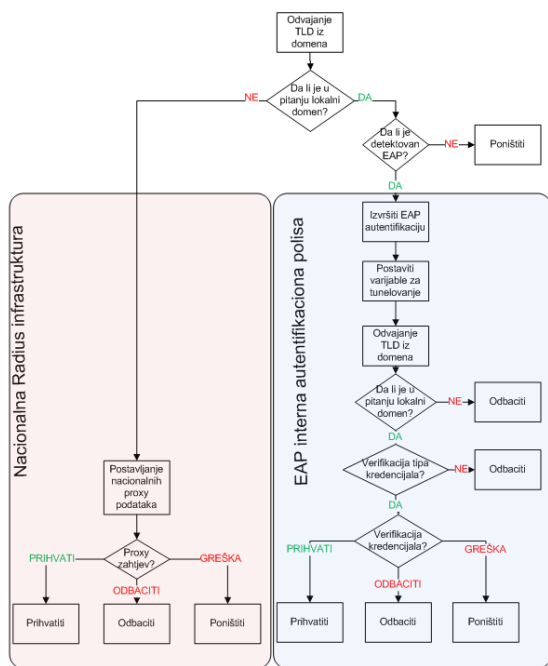 Odvajanje
TLD iz
domena
Da li je u
pitanju lokalni
domen?
NE
DA
Da li je
detektovan
EAP?
NE
Poništiti
DA
Nacionalna Radius infrastruktura
Postavljanje
nacionalnih
proxy
podataka
Proxy
zahtjev?
PRIHVATI
GREŠKA
ODBACITI
Prihvatiti
Odbaciti
Poništiti
EAP interna autentifikaciona polisa
Izvršiti EAP
autentifikaciju
Postaviti
varijable za
tunelovanje
Odvajanje
TLD iz
domena
Da li je u
pitanju lokalni
domen?
NE
Odbaciti
DA
Verifikacija tipa
kredencijala?
NE
Odbaciti
DA
Verifikacija
kredencijala?
PRIHVATI
GREŠKA
ODBACITI
Prihvatiti
Odbaciti
Poništiti